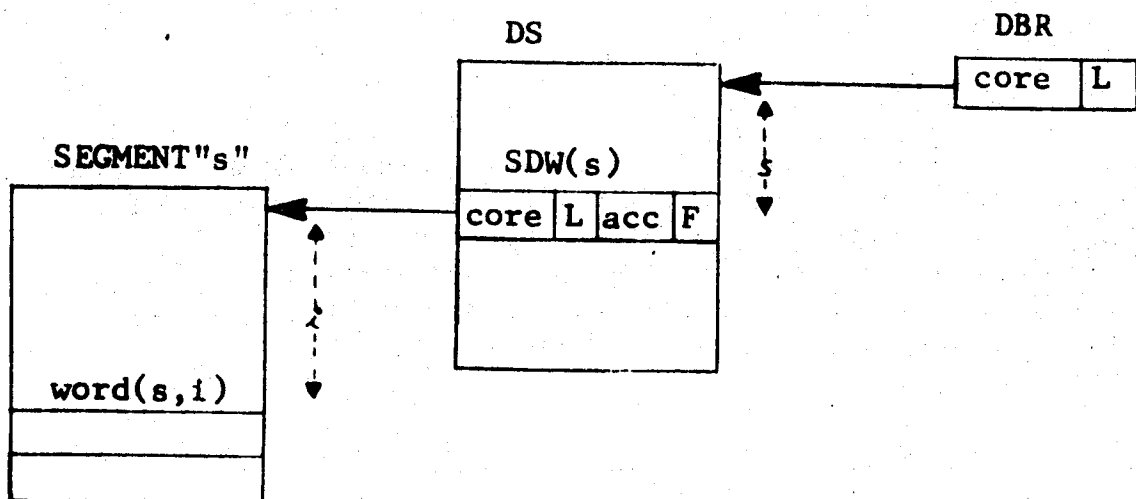 DS
DBR
core L
SEGMENT"s"
SDW(s)
s
core L acc F
i
word(s,i)